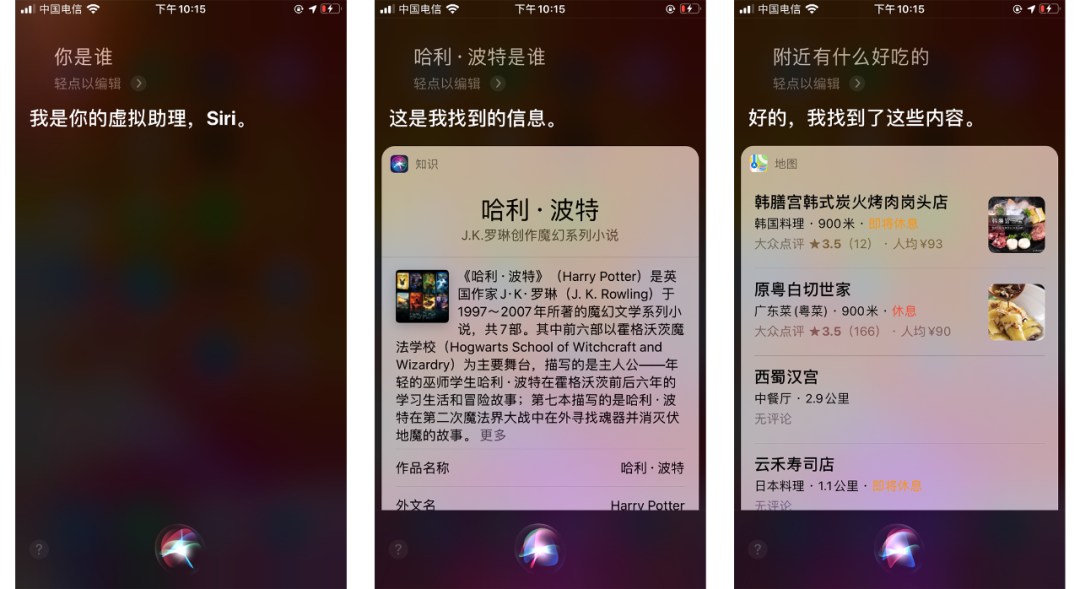 中国电信 下午10:15
你是谁
轻点以编辑
我是你的虚拟助理，Siri。
?
中国电信 下午10:15
哈利·波特是谁
轻点以编辑
这是我找到的信息。
知识
哈利·波特
J.K.罗琳创作魔幻系列小说
《哈利·波特》（Harry Potter）是英
国作家J·K·罗琳（J. K. Rowling）于
1997～2007年所著的魔幻文学系列小
说，共7部。其中前六部以霍格沃茨魔
法学校（Hogwarts School of Witchcraft and
Wizardry）为主要舞台，描写的是主人公——年
轻的巫师学生哈利·波特在霍格沃茨前后六年的
学习生活和冒险故事；第七本描写的是哈利·波
特在第二次魔法界大战中在外寻找魂器并消灭伏
地魔的故事。 更多
作品名称 哈利·波特
外文名 Harry Potter
?
中国电信 下午10:15
附近有什么好吃的
轻点以编辑
好的，我找到了这些内容。
地图
韩膳宫韩式炭火烤肉岗头店
韩国料理 · 900米 · 即将休息
大众点评 ★3.5（12） · 人均¥93
原粤白切世家
广东菜(粤菜) · 900米 · 休息
大众点评 ★3.5（166） · 人均¥90
西蜀汉宫
中餐厅 · 2.9公里
无评论
云禾寿司店
日本料理 · 1.1公里 · 即将休息
无评论
?